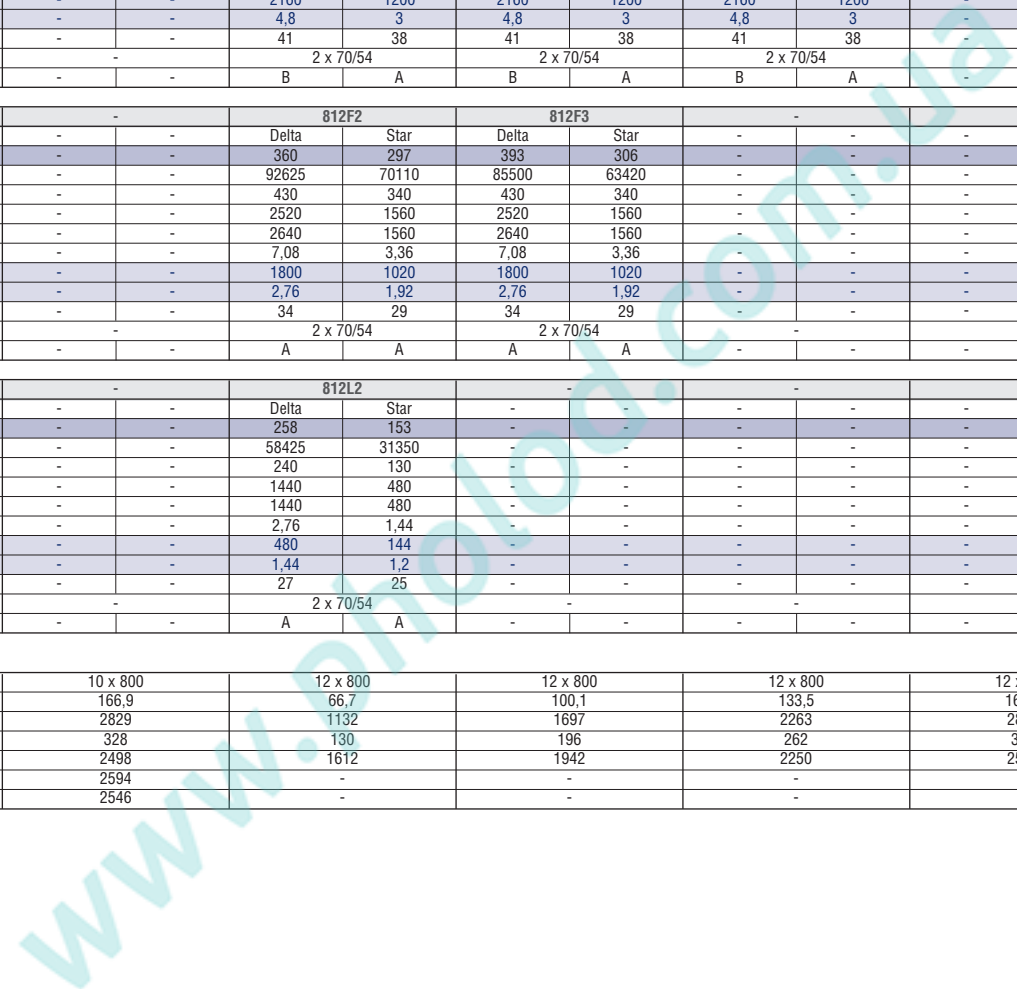 - - 2160 1200 2160 1200 2160 1200 -
- - 4,8 3 4,8 3 4,8 3 -
- - 41 38 41 38 41 38 -
- 2 x 70/54 2 x 70/54 2 x 70/54
- - B A B A B A -
- 812F2 812F3 -
- - Delta Star Delta Star - - -
- - 360 297 393 306 - - -
- - 92625 70110 85500 63420 - - -
- - 430 340 430 340 - - -
- - 2520 1560 2520 1560 - - -
- - 2640 1560 2640 1560 - - -
- - 7,08 3,36 7,08 3,36 - - -
- - 1800 1020 1800 1020 - - -
- - 2,76 1,92 2,76 1,92 - - -
- - 34 29 34 29 - - -
- 2 x 70/54 2 x 70/54 -
- - A A A A - - -
- 812L2 - -
- - Delta Star - - - - -
- - 258 153 - - - - -
- - 58425 31350 - - - - -
- - 240 130 - - - - -
- - 1440 480 - - - - -
- - 1440 480 - - - - -
- - 2,76 1,44 - - - - -
- - 480 144 - - - - -
- - 1,44 1,2 - - - - -
- - 27 25 - - - - -
- 2 x 70/54 - -
- - A A - - - - -
10 x 800 12 x 800 12 x 800 12 x 800 12
166,9 66,7 100,1 133,5
2829 1132 1697 2263
328 130 196 262
2498 1612 1942 2250
2594 - - -
2546 - - -
www.pholod.com.ua